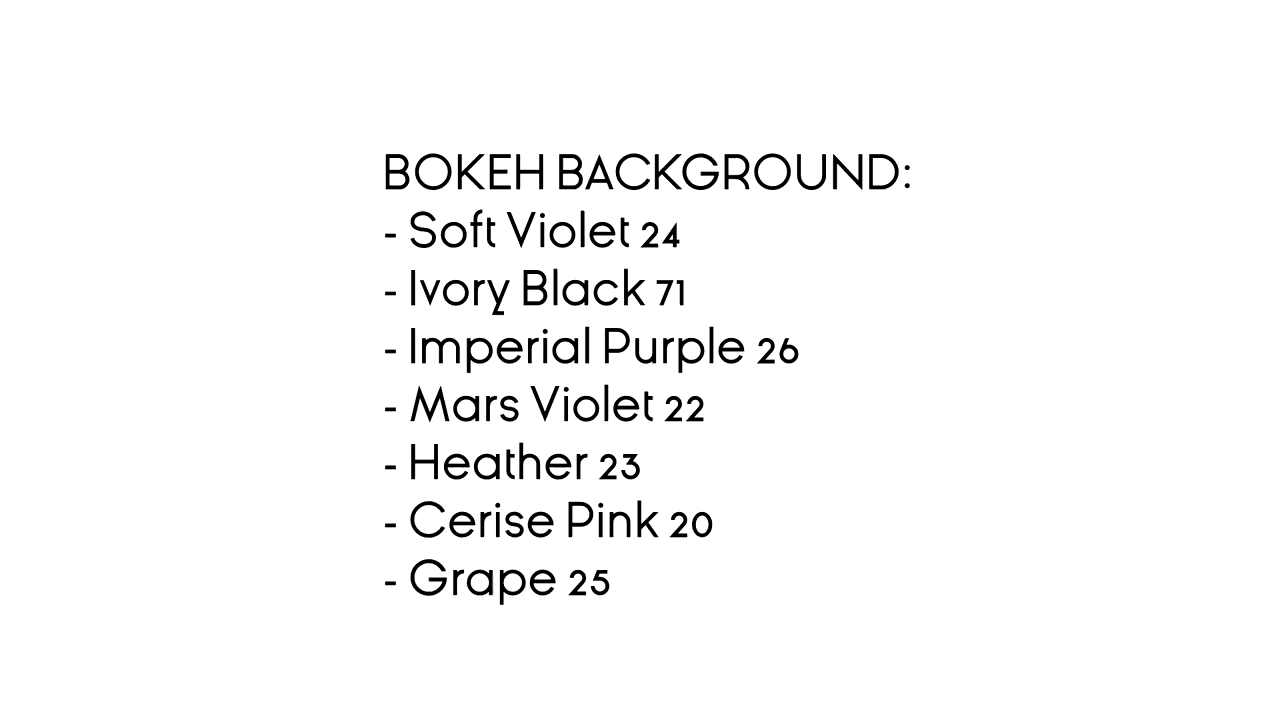 BOKEH BACKGROUND:
- Soft Violet 24
- Ivory Black 71
- Imperial Purple 26
- Mars Violet 22
- Heather 23
- Cerise Pink 20
- Grape 25